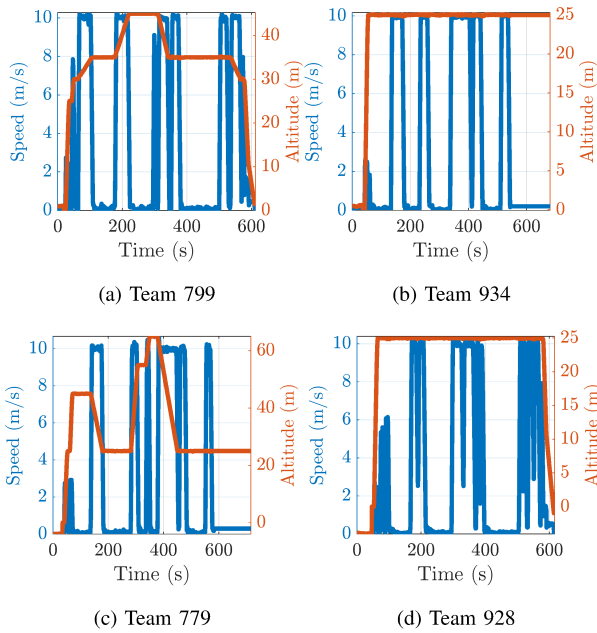 10
8
6
4
2
0
Speed (m/s)
40
30
20
10
0
Altitude (m)
0 200 400 600
Time (s)
(a) Team 799
10
8
6
4
2
0
Speed (m/s)
25
20
15
10
5
0
Altitude (m)
0 200 400 600
Time (s)
(b) Team 934
10
8
6
4
2
0
Speed (m/s)
60
40
20
0
Altitude (m)
0 200 400 600
Time (s)
(c) Team 779
10
8
6
4
2
0
Speed (m/s)
25
20
15
10
5
0
Altitude (m)
0 200 400 600
Time (s)
(d) Team 928